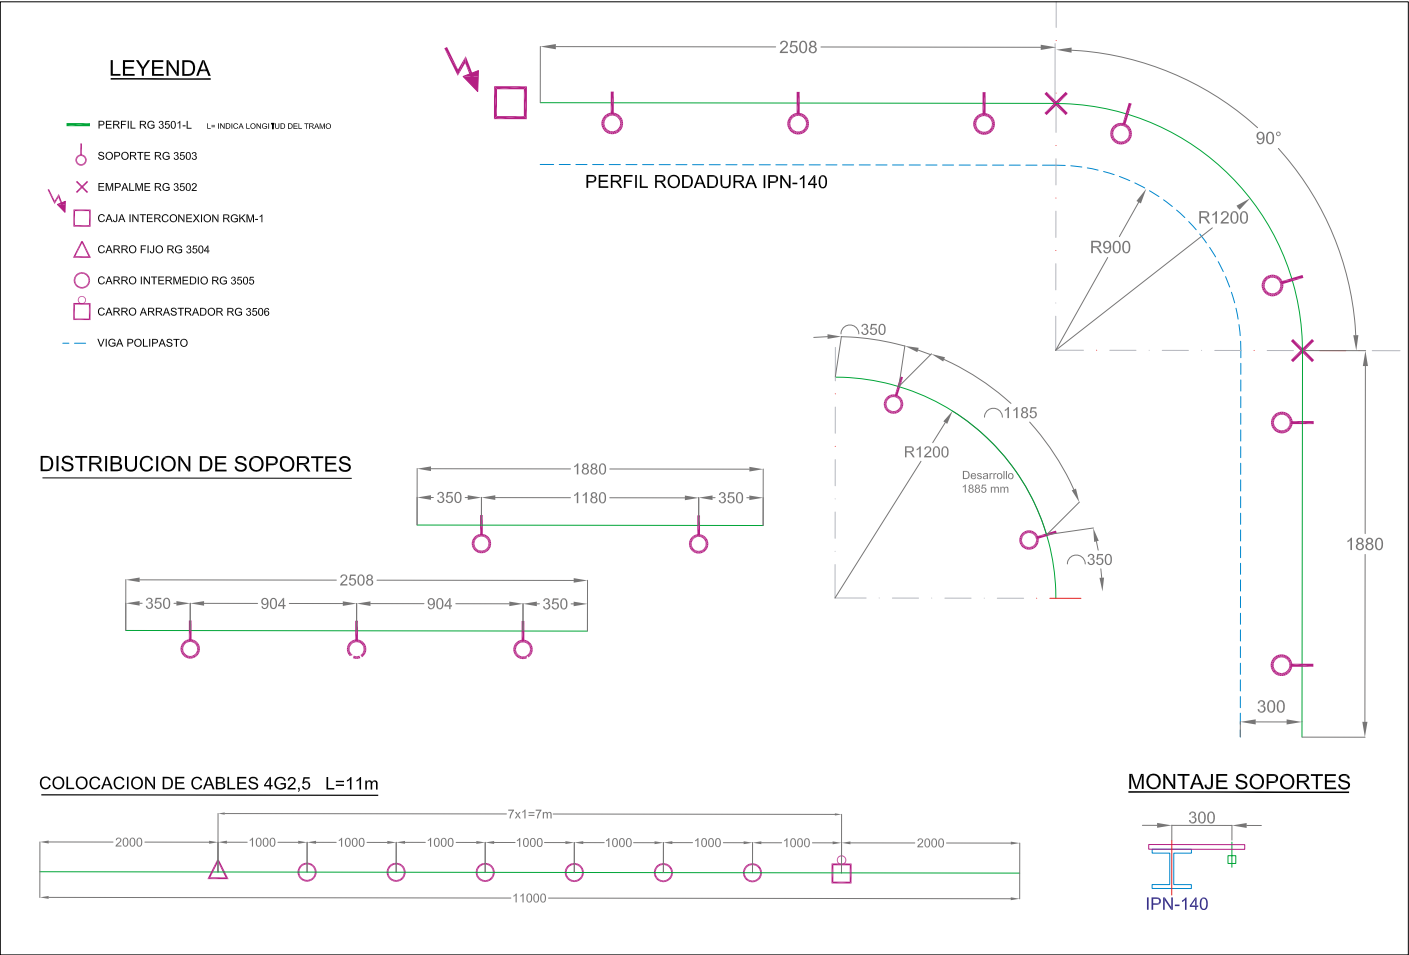 LEYENDA
PERFIL RG 3501-L L= INDICA LONGITUD DEL TRAMO
SOPORTE RG 3503
EMPALME RG 3502
CAJA INTERCONEXION RGKM-1
CARRO FIJO RG 3504
CARRO INTERMEDIO RG 3505
CARRO ARRASTRADOR RG 3506
VIGA POLIPASTO
2508
90°
PERFIL RODADURA IPN-140
R1200
R900
1880
300
350
1185
R1200
Desarrollo
1885 mm
350
DISTRIBUCION DE SOPORTES
1880
350 1180 350
2508
350 904 904 350
COLOCACION DE CABLES 4G2,5 L=11m
7x1=7m
2000 1000 1000 1000 1000 1000 1000 1000 2000
11000
MONTAJE SOPORTES
300
IPN-140